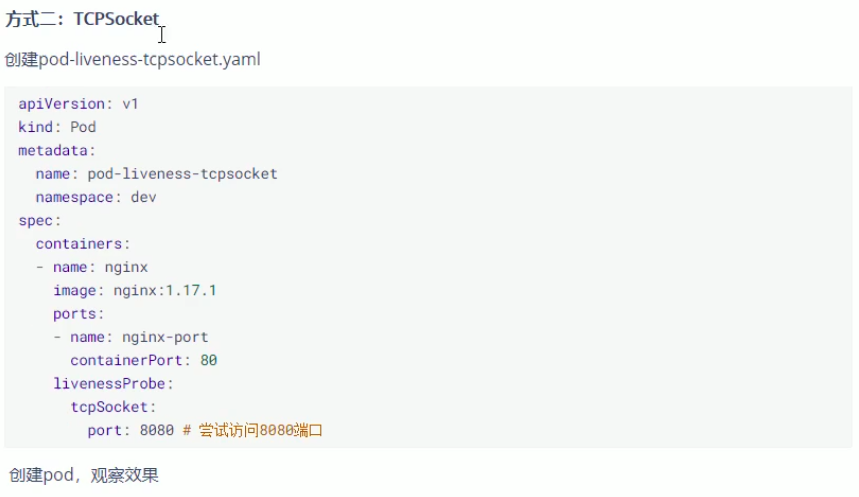 方式二：TCPSocket
创建pod-liveness-tcpsocket.yaml
apiVersion: v1
kind: Pod
metadata:
  name: pod-liveness-tcpsocket
  namespace: dev
spec:
  containers:
  - name: nginx
    image: nginx:1.17.1
    ports:
    - name: nginx-port
      containerPort: 80
    livenessProbe:
      tcpSocket:
        port: 8080 # 尝试访问8080端口
创建pod，观察效果